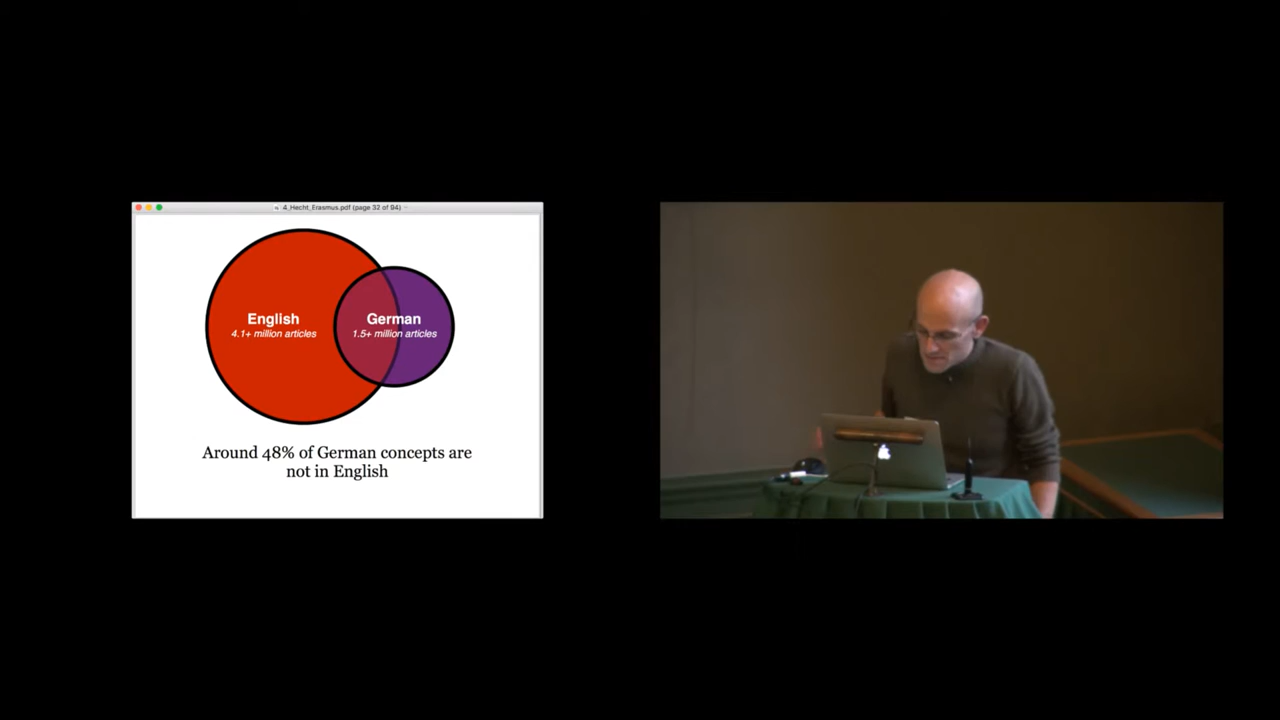 4_Hecht_Erasmus.pdf (page 32 of 94)
English
4.1+ million articles
German
1.5+ million articles
Around 48% of German concepts are
not in English